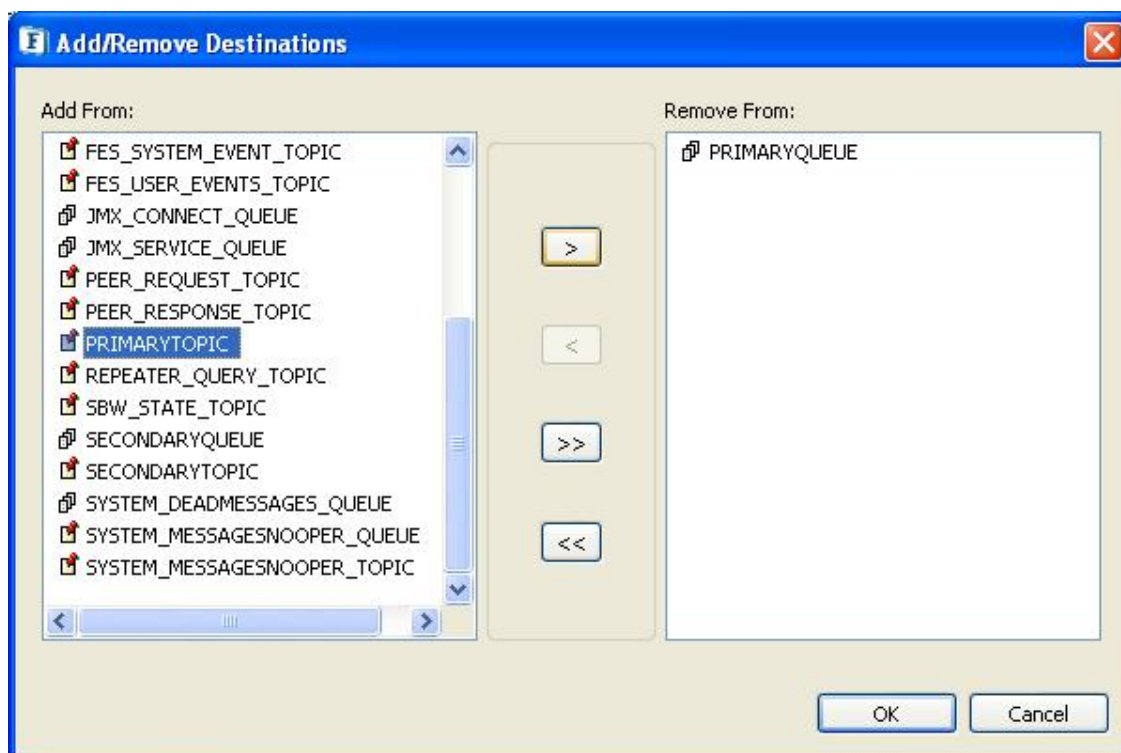 F Add/Remove Destinations
Add From:
FES_SYSTEM_EVENT_TOPIC
FES_USER_EVENTS_TOPIC
JMX_CONNECT_QUEUE
JMX_SERVICE_QUEUE
PEER_REQUEST_TOPIC
PEER_RESPONSE_TOPIC
PRIMARYTOPIC
REPEATER_QUERY_TOPIC
SBW_STATE_TOPIC
SECONDARYQUEUE
SECONDARYTOPIC
SYSTEM_DEADMESSAGES_QUEUE
SYSTEM_MESSAGESNOOPER_QUEUE
SYSTEM_MESSAGESNOOPER_TOPIC
>
<
>>
<<
Remove From:
PRIMARYQUEUE
OK
Cancel